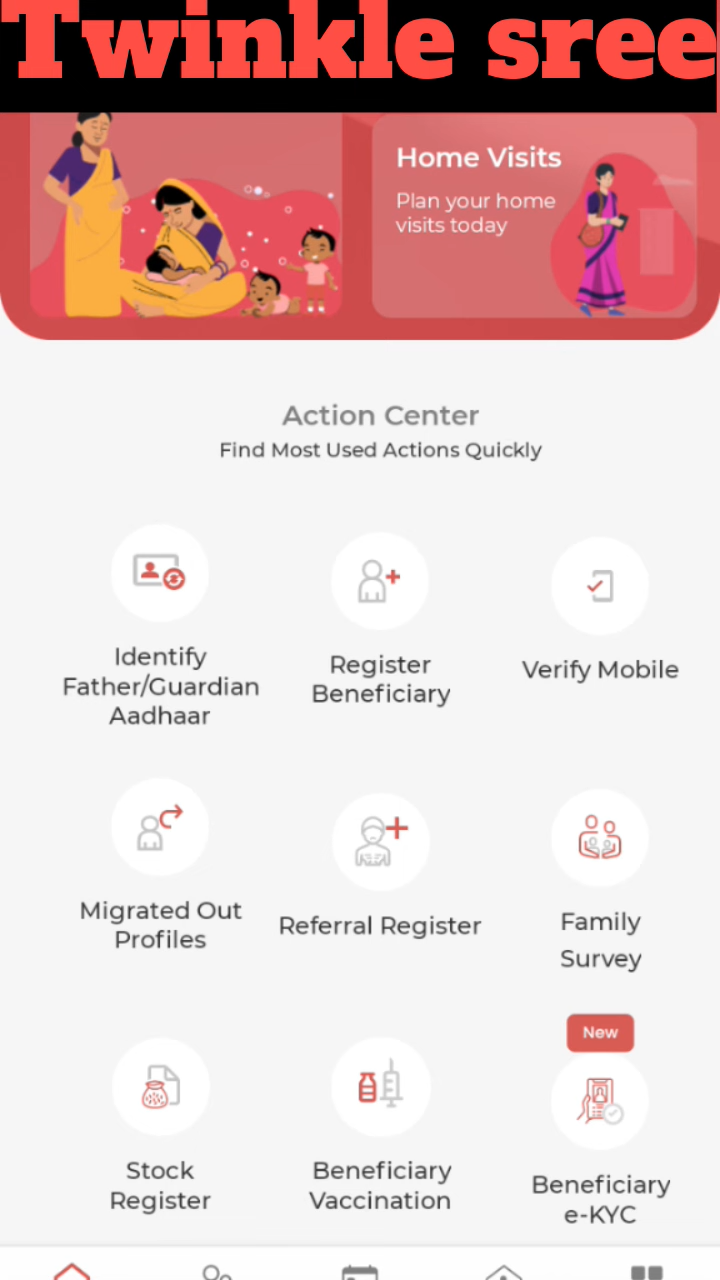 Twinkle sree
Home Visits
Plan your home
visits today
Action Center
Find Most Used Actions Quickly
Identify
Father/Guardian
Aadhaar
Register
Beneficiary
Verify Mobile
Migrated Out
Profiles
Referral Register
Family
Survey
Stock
Register
Beneficiary
Vaccination
New
Beneficiary
e-KYC